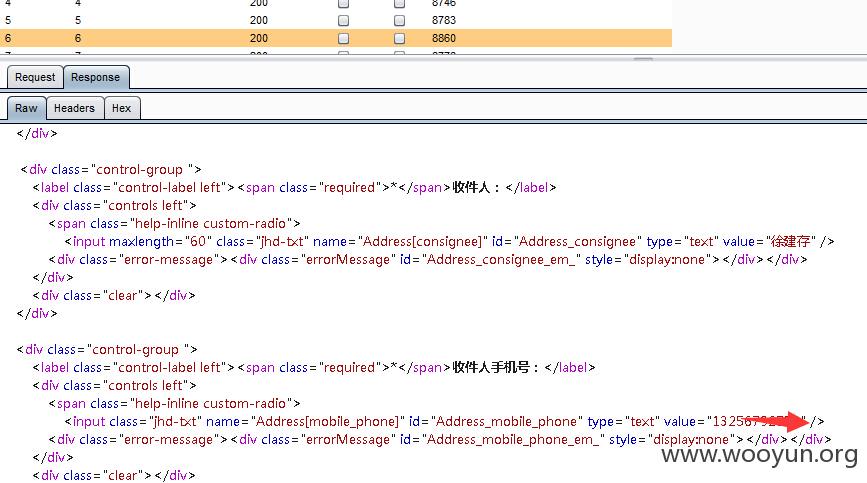 4 4 200 8746
5 5 200 8783
6 6 200 8860
Request Response
Raw Headers Hex
</div>
<div class="control-group ">
<label class="control-label left"><span class="required">*</span>收件人：</label>
<div class="controls left">
<span class="help-inline custom-radio">
<input maxlength="60" class="jhd-txt" name="Address[consignee]" id="Address_consignee" type="text" value="徐建存" />
<div class="error-message"><div class="errorMessage" id="Address_consignee_em_" style="display:none"></div></div>
</div>
<div class="clear"></div>
</div>
<div class="control-group ">
<label class="control-label left"><span class="required">*</span>收件人手机号：</label>
<div class="controls left">
<span class="help-inline custom-radio">
<input class="jhd-txt" name="Address[mobile_phone]" id="Address_mobile_phone" type="text" value=" " />
<div class="error-message"><div class="errorMessage" id="Address_mobile_phone_em_" style="display:none"></div></div>
</div>
<div class="clear"></div>
www.wooyun.org